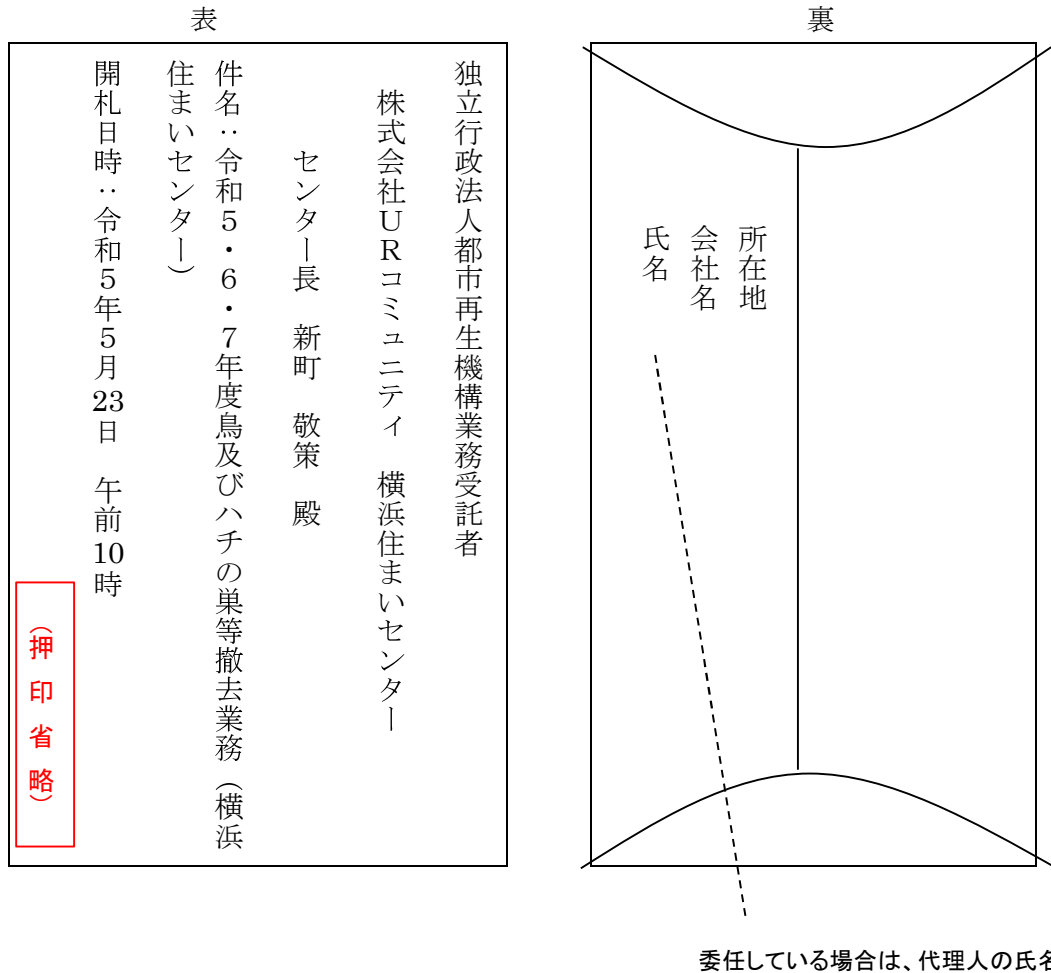 表
独立行政法人都市再生機構業務受託者
株式会社URコミュニティ 横浜住まいセンター
センター長 新町 敬策 殿
件名:令和5・6・7年度鳥及びハチの巣等撤去業務(横浜
住まいセンター)
開札日時:令和5年5月23日 午前10時
(押印省略)
裏
所在地
会社名
氏名
委任している場合は、代理人の氏名